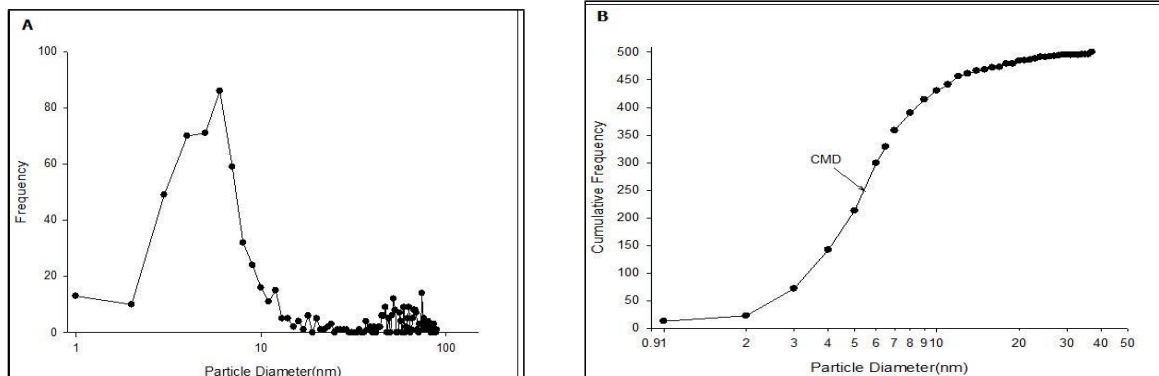 A
100
80
60
40
20
0
Frequency
1 10 100
Particle Diameter(nm)
B
500
450
400
350
300
250
200
150
100
50
0
Cumulative Frequency
CMD
0.91 2 3 4 5 6 7 8 9 10 20 30 40 50
Particle Diameter(nm)